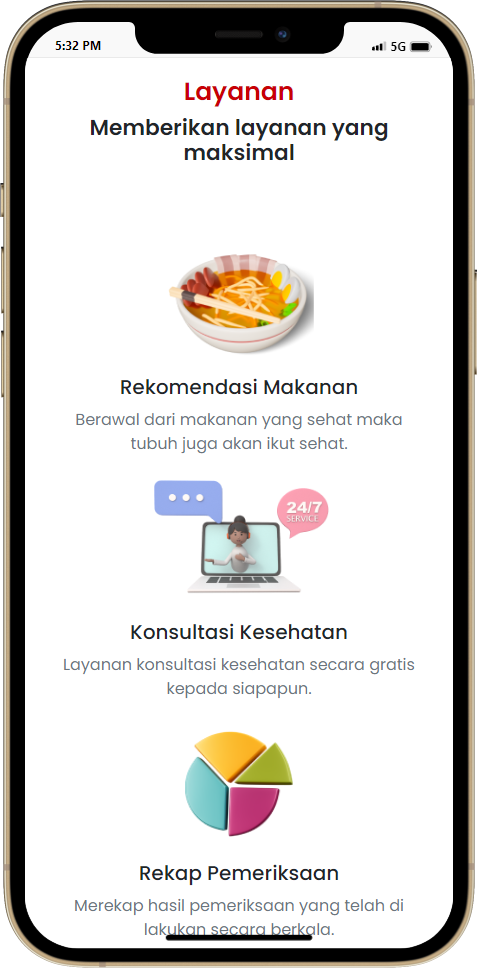 5:32 PM
5G
Layanan
Memberikan layanan yang
maksimal
Rekomendasi Makanan
Berawal dari makanan yang sehat maka
tubuh juga akan ikut sehat.
24/7
SERVICE
Konsultasi Kesehatan
Layanan konsultasi kesehatan secara gratis
kepada siapapun.
Rekap Pemeriksaan
Merekap hasil pemeriksaan yang telah di
lakukan secara berkala.